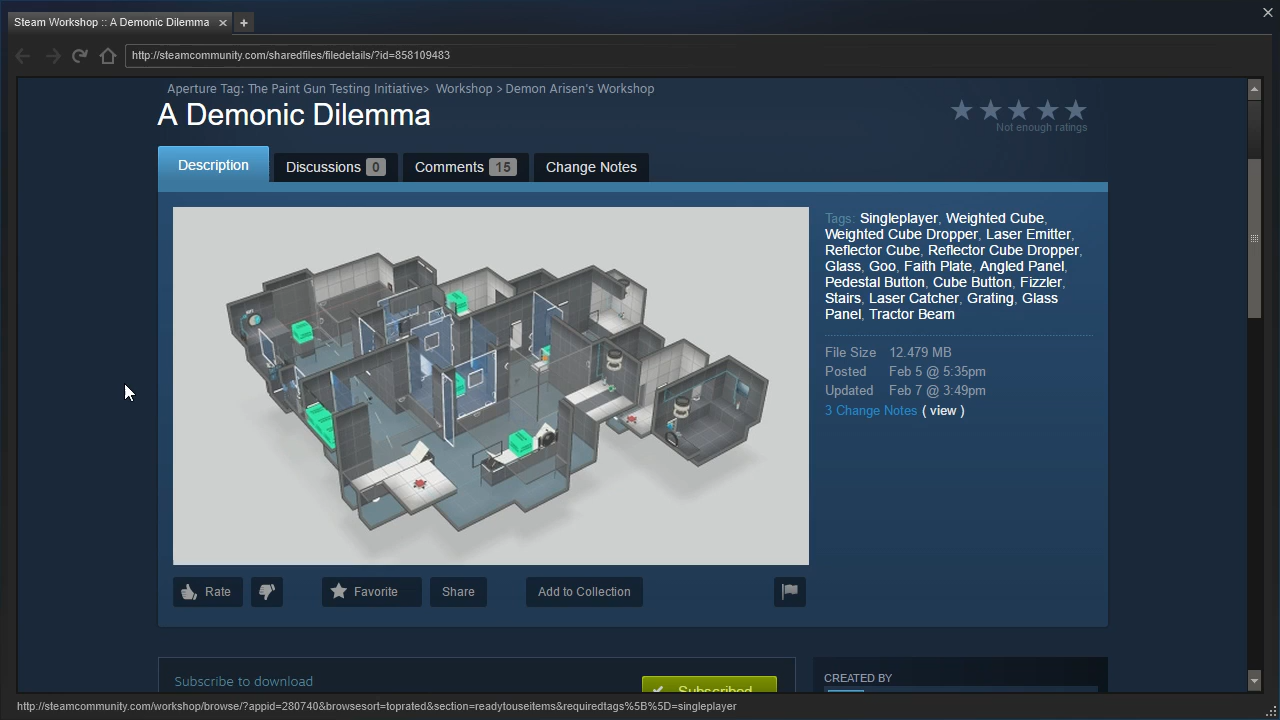 Steam Workshop :: A Demonic Dilemma
http://steamcommunity.com/sharedfiles/filedetails/?id=858109483
Aperture Tag: The Paint Gun Testing Initiative> Workshop > Demon Arisen's Workshop
A Demonic Dilemma
Not enough ratings
Description Discussions 0 Comments 15 Change Notes
Tags: Singleplayer, Weighted Cube,
Weighted Cube Dropper, Laser Emitter,
Reflector Cube, Reflector Cube Dropper,
Glass, Goo, Faith Plate, Angled Panel,
Pedestal Button, Cube Button, Fizzler,
Stairs, Laser Catcher, Grating, Glass
Panel, Tractor Beam
File Size 12.479 MB
Posted Feb 5 @ 5:35pm
Updated Feb 7 @ 3:49pm
3 Change Notes ( view )
Rate Favorite Share Add to Collection
Subscribe to download
Subscribed
CREATED BY
http://steamcommunity.com/workshop/browse/?appid=280740&browsesort=toprated&section=readytouseitems&requiredtags%5B%5D=singleplayer